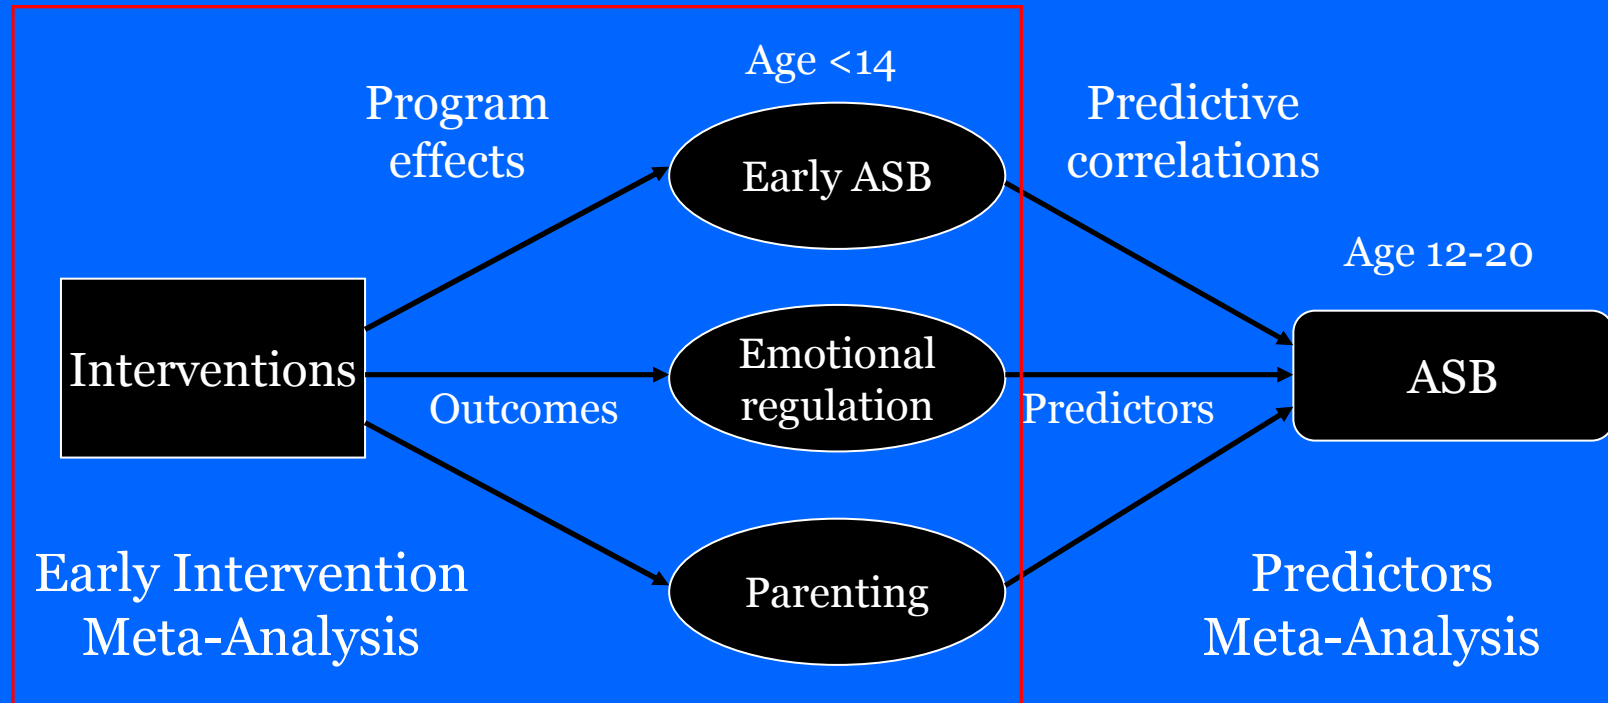 Age <14
Program
effects
Predictive
correlations
Early ASB
Age 12-20
Interventions
Emotional
regulation
ASB
Outcomes
Predictors
Early Intervention
Meta-Analysis
Parenting
Predictors
Meta-Analysis